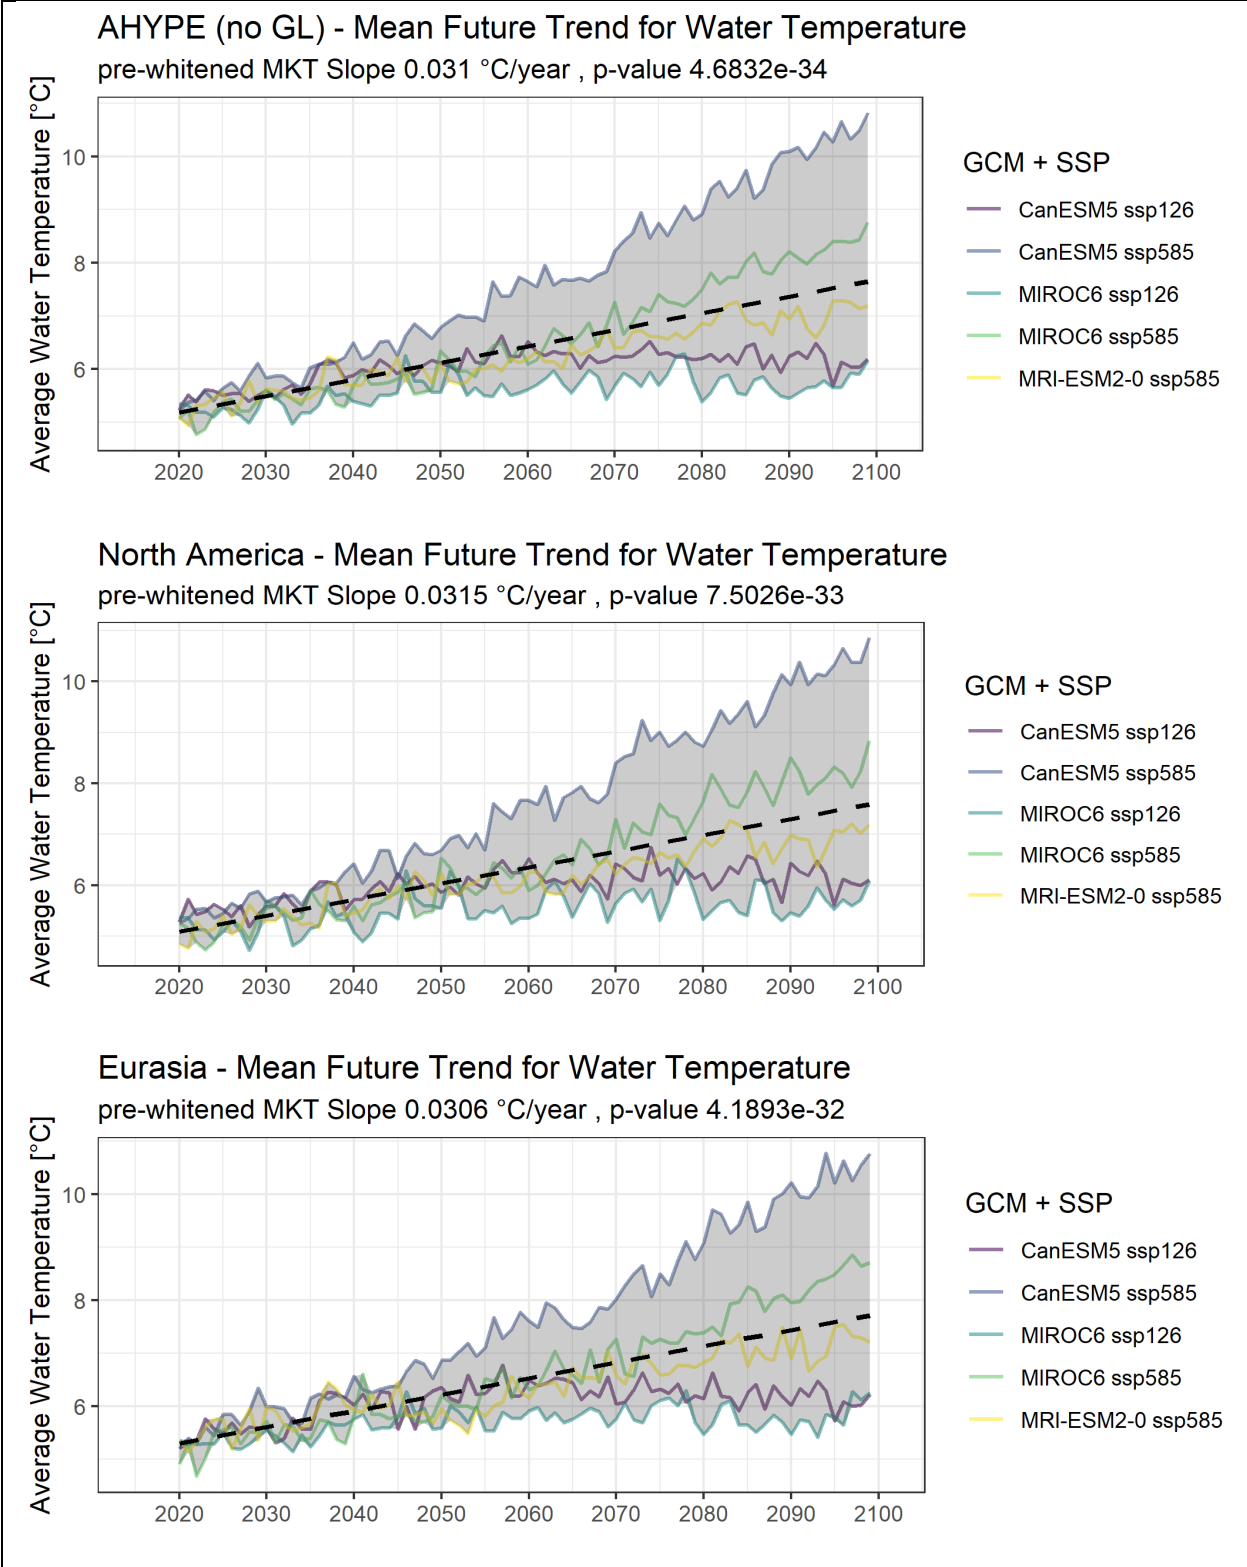 AHYPE (no GL) - Mean Future Trend for Water Temperature
pre-whitened MKT Slope 0.031 °C/year , p-value 4.6832e-34
Average Water Temperature [°C]
10
8
6
2020 2030 2040 2050 2060 2070 2080 2090 2100
GCM + SSP
CanESM5 ssp126
CanESM5 ssp585
MIROC6 ssp126
MIROC6 ssp585
MRI-ESM2-0 ssp585
North America - Mean Future Trend for Water Temperature
pre-whitened MKT Slope 0.0315 °C/year , p-value 7.5026e-33
Average Water Temperature [°C]
10
8
6
2020 2030 2040 2050 2060 2070 2080 2090 2100
GCM + SSP
CanESM5 ssp126
CanESM5 ssp585
MIROC6 ssp126
MIROC6 ssp585
MRI-ESM2-0 ssp585
Eurasia - Mean Future Trend for Water Temperature
pre-whitened MKT Slope 0.0306 °C/year , p-value 4.1893e-32
Average Water Temperature [°C]
10
8
6
2020 2030 2040 2050 2060 2070 2080 2090 2100
GCM + SSP
CanESM5 ssp126
CanESM5 ssp585
MIROC6 ssp126
MIROC6 ssp585
MRI-ESM2-0 ssp585